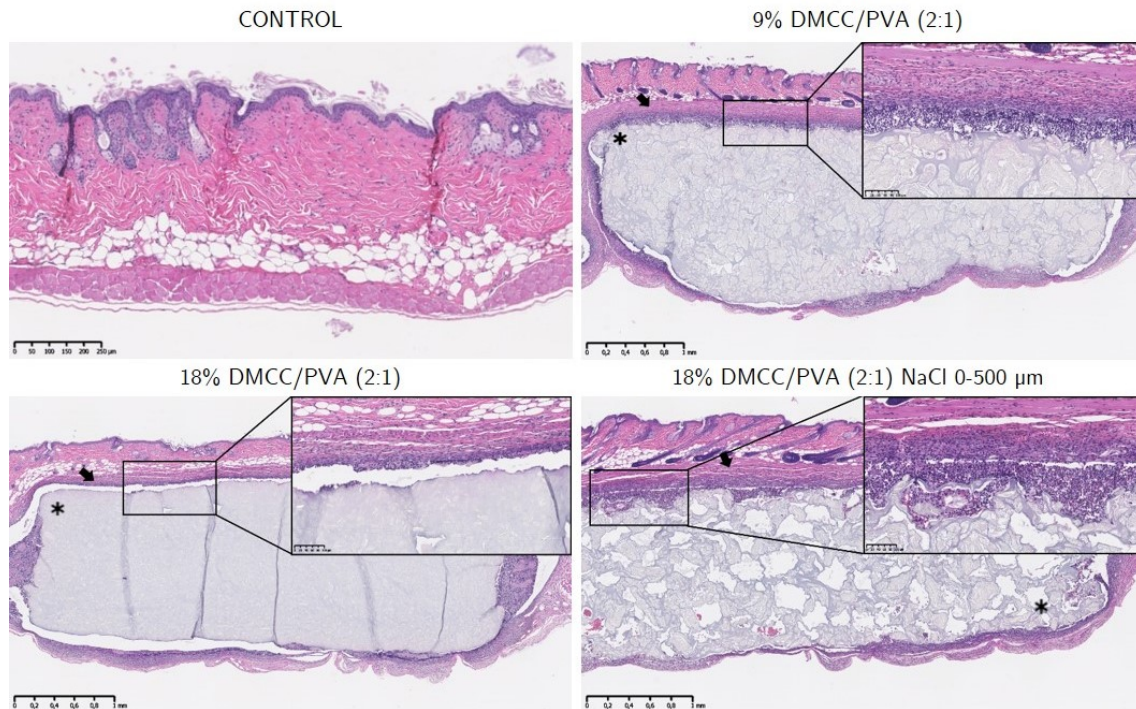 CONTROL
9% DMCC/PVA (2:1)
0 50 100 150 200 250 µm
0 0,2 0,4 0,6 0,8 1 mm
18% DMCC/PVA (2:1)
18% DMCC/PVA (2:1) NaCl 0-500 µm
0 0,2 0,4 0,6 0,8 1 mm
0 0,2 0,4 0,6 0,8 1 mm